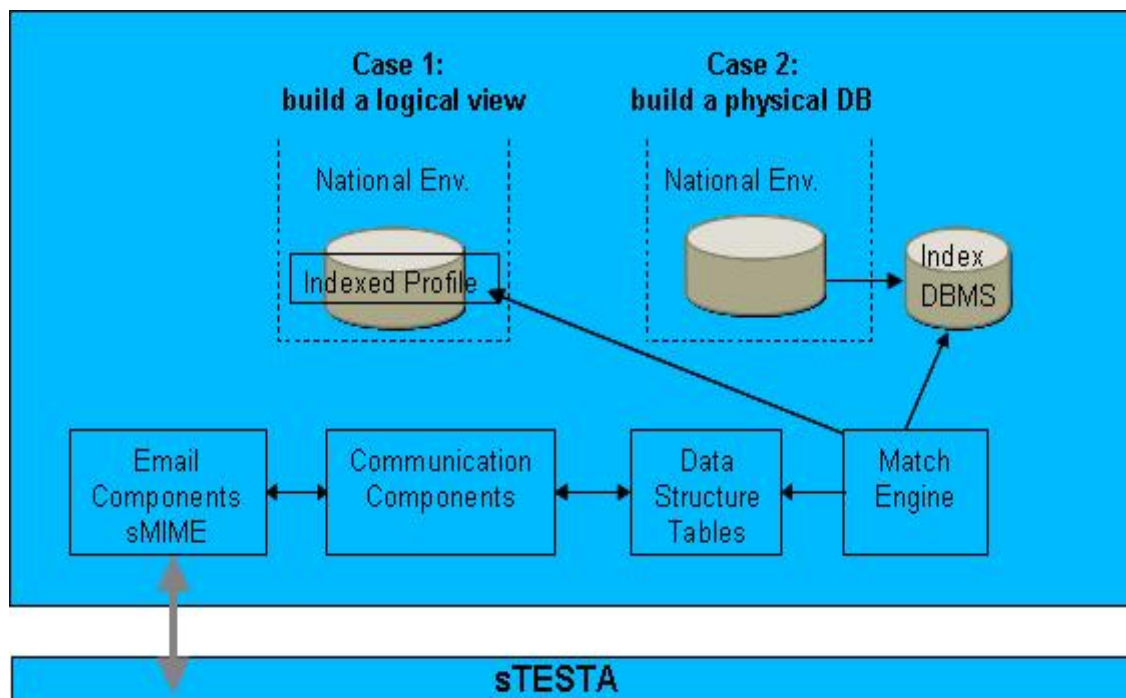 Case 1:
build a logical view
Case 2:
build a physical DB
National Env.
National Env.
Indexed Profile
Index
DBMS
Email
Components
sMIME
Communication
Components
Data
Structure
Tables
Match
Engine
sTESTA